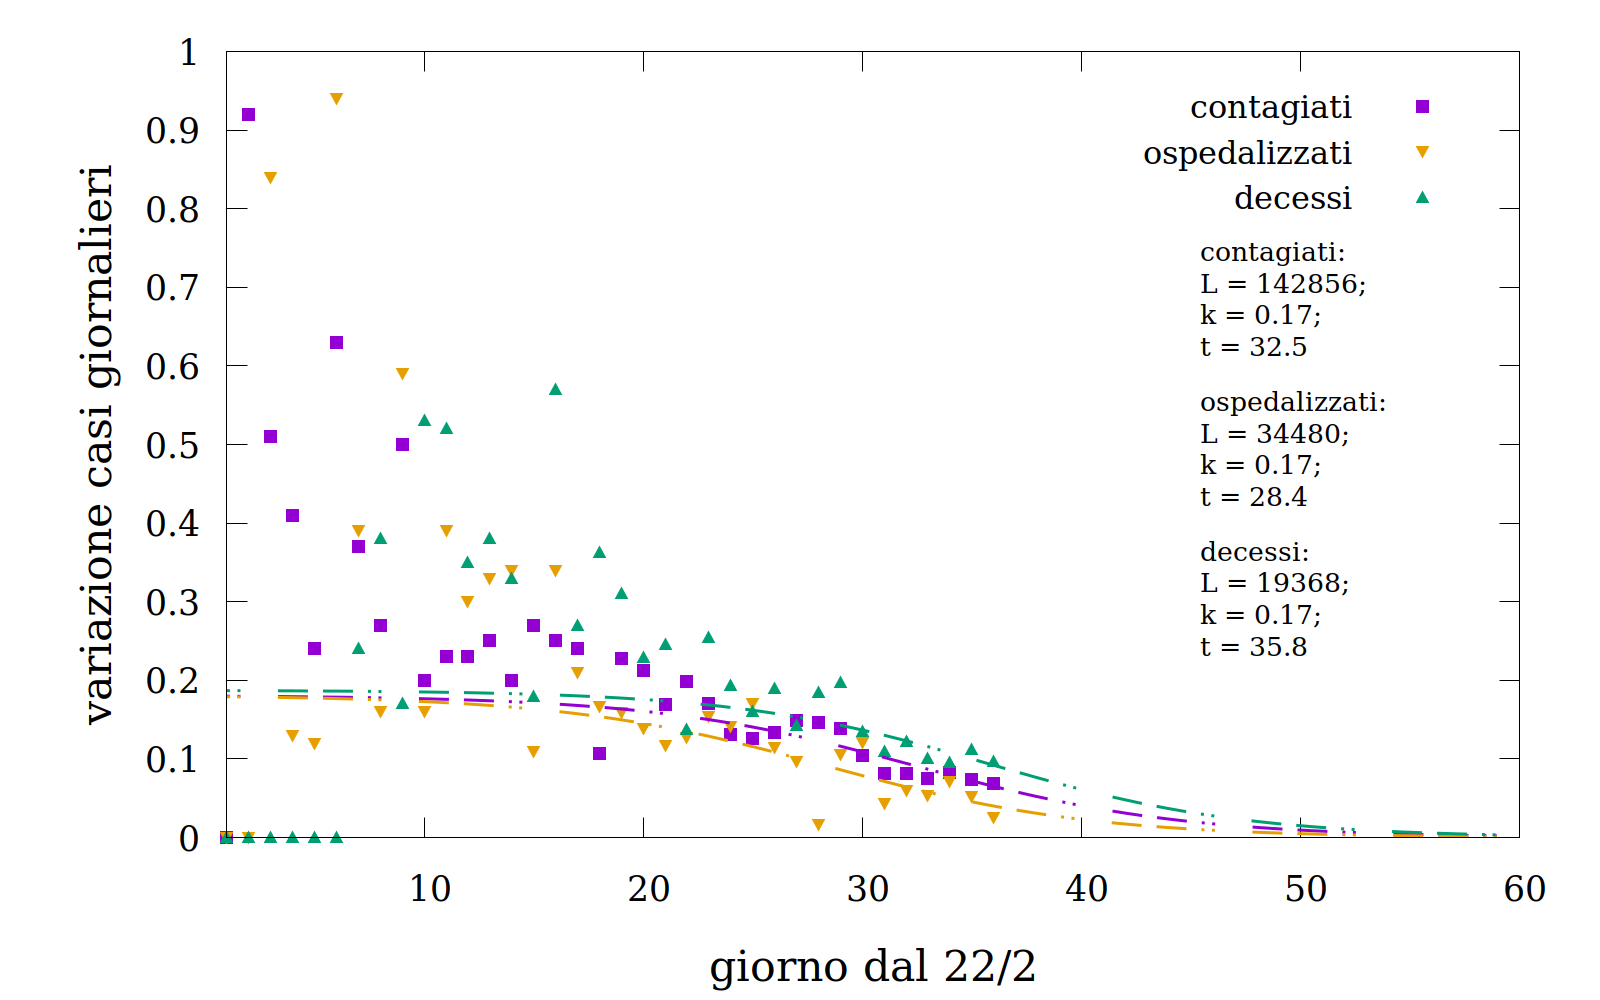 1
0.9
0.8
0.7
0.6
0.5
0.4
0.3
0.2
0.1
0
variazione casi giornalieri
contagiati
ospedalizzati
decessi
contagiati:
L = 142856;
k = 0.17;
t = 32.5
ospedalizzati:
L = 34480;
k = 0.17;
t = 28.4
decessi:
L = 19368;
k = 0.17;
t = 35.8
10 20 30 40 50 60
giorno dal 22/2